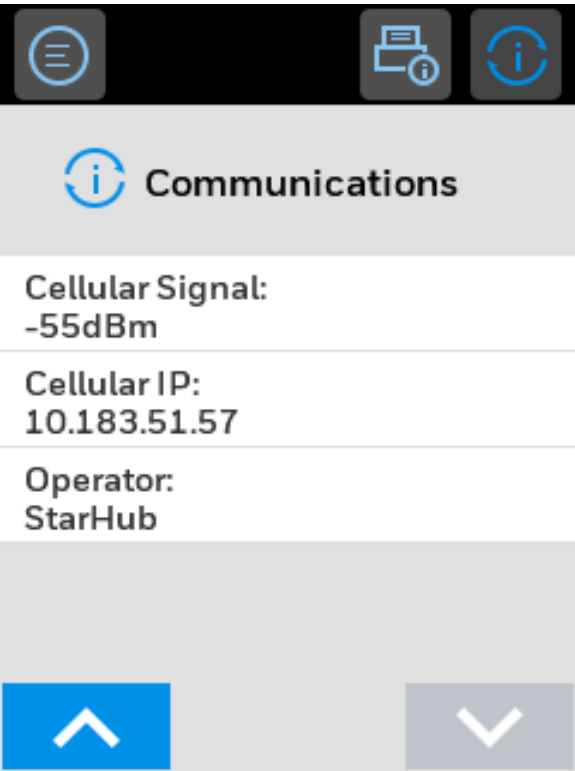 Communications
Cellular Signal:
-55dBm
Cellular IP:
10.183.51.57
Operator:
StarHub